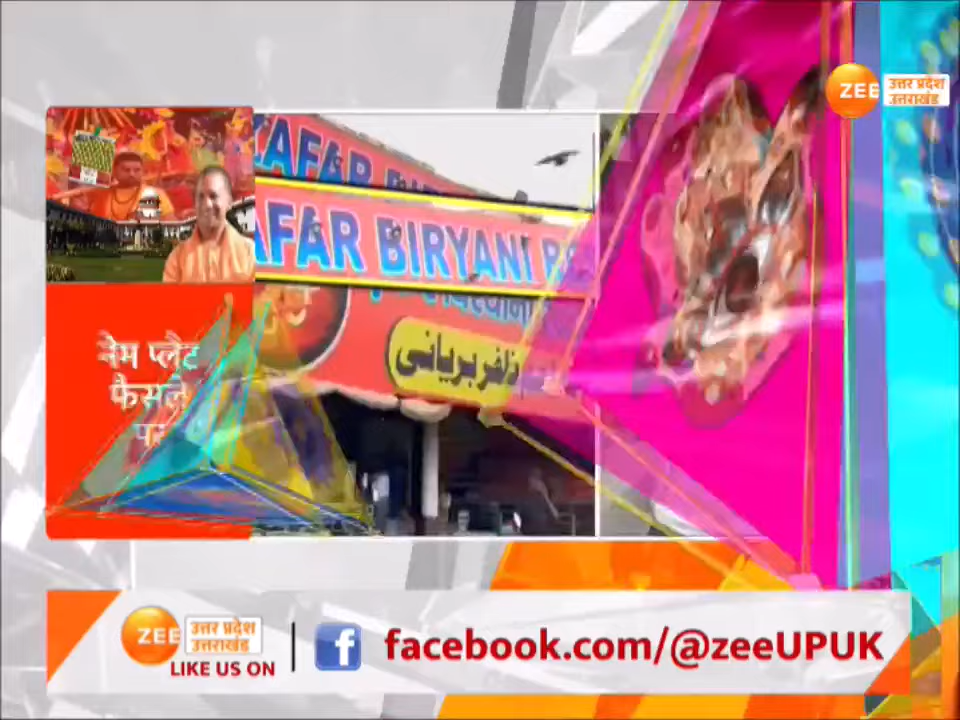 ZEE
उत्तर प्रदेश
उत्तराखंड
ZAFAR
AFAR BIRYANI
ظفر بریانی
नेम प्लेट
फैसले
ZEE
उत्तर प्रदेश
उत्तराखंड
LIKE US ON
f
facebook.com/@zeeUPUK